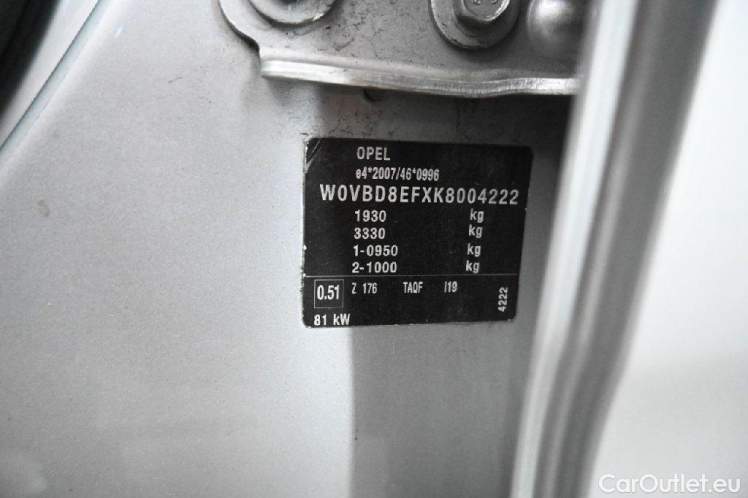 OPEL
e4*2007/46*0996
W0VBD8EFXK8004222
1930 kg
3330 kg
1-0950 kg
2-1000 kg
0.51 Z 176 TAQF I19
81 kW
4222
CarOutlet.eu